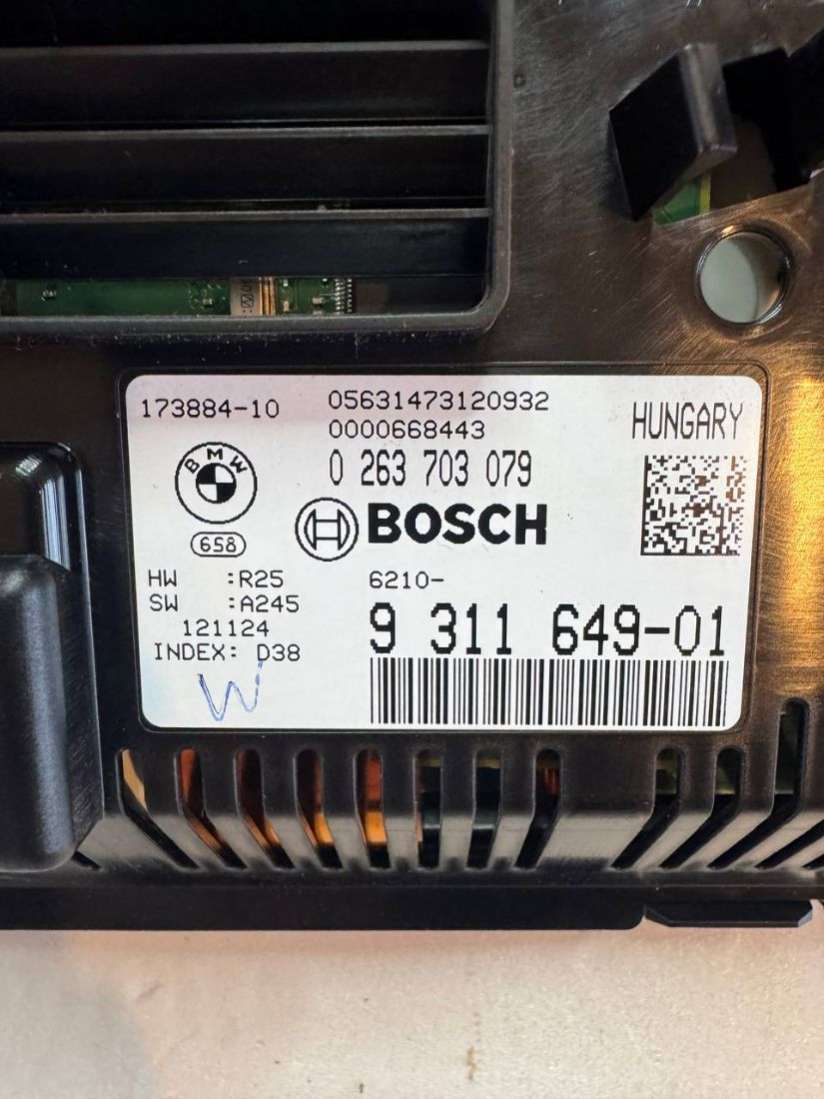 173884-10
05631473120932
0000668443
HUNGARY
0 263 703 079
BMW
BOSCH
658
HW :R25
SW :A245
121124
INDEX: D38
6210-
9 311 649-01
W